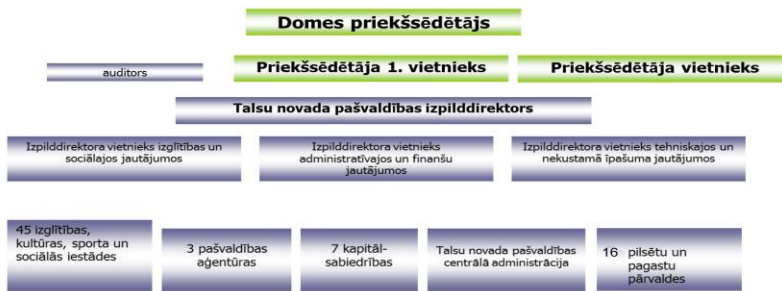 Domes priekšsēdētājs
auditors
Priekšsēdētāja 1. vietnieks
Priekšsēdētāja vietnieks
Talsu novada pašvaldības izpilddirektors
Izpilddirektora vietnieks izglītības un
sociālajos jautājumos
Izpilddirektora vietnieks
administratīvajos un finanšu
jautājumos
Izpilddirektora vietnieks tehniskajos un
nekustamā īpašuma jautājumos
45 izglītības,
kultūras, sporta un
sociālās iestādes
3 pašvaldības
aģentūras
7 kapitāl-
sabiedrības
Talsu novada pašvaldības
centrālā administrācija
16 pilsētu un
pagastu
pārvaldes